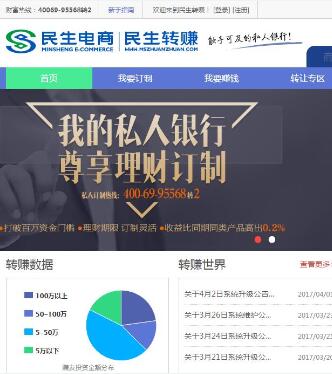 财富热线：40069-95568转2 新手指南 欢迎来到民生转赚！ [登录] [注册]
民生电商 民生转赚 触手可及的私人银行!
MINSHENG E-COMMERCE WWW.MSZHUANZHUAN.COM
首页 我要订制 我要赚钱 转让专区
我的私人银行
尊享理财订制
私人订制热线：400-69-95568转2
•打破百万资金门槛 •理财期限 订制灵活 •收益比同期同类产品高出0.2%
转赚数据 转赚世界 查看更多
100万以上
50-100万
5-50万
5万以下
赚友投资金额分布
关于4月2日系统升级公告... 2017/04/0
关于3月26日系统维护公... 2017/03/2
关于3月24日系统升级公... 2017/03/2
关于3月21日系统升级公... 2017/03/20